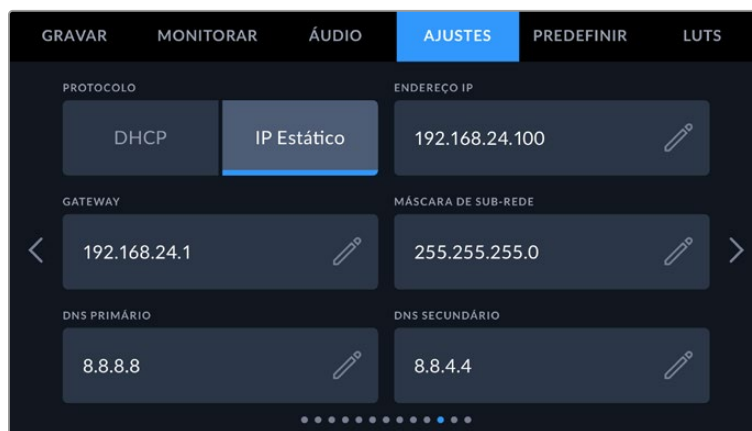 GRAVAR MONITORAR ÁUDIO AJUSTES PREDEFINIR LUTS
PROTOCOLO
DHCP IP Estático
ENDEREÇO IP
192.168.24.100
GATEWAY
192.168.24.1
MÁSCARA DE SUB-REDE
255.255.255.0
DNS PRIMÁRIO
8.8.8.8
DNS SECUNDÁRIO
8.8.4.4